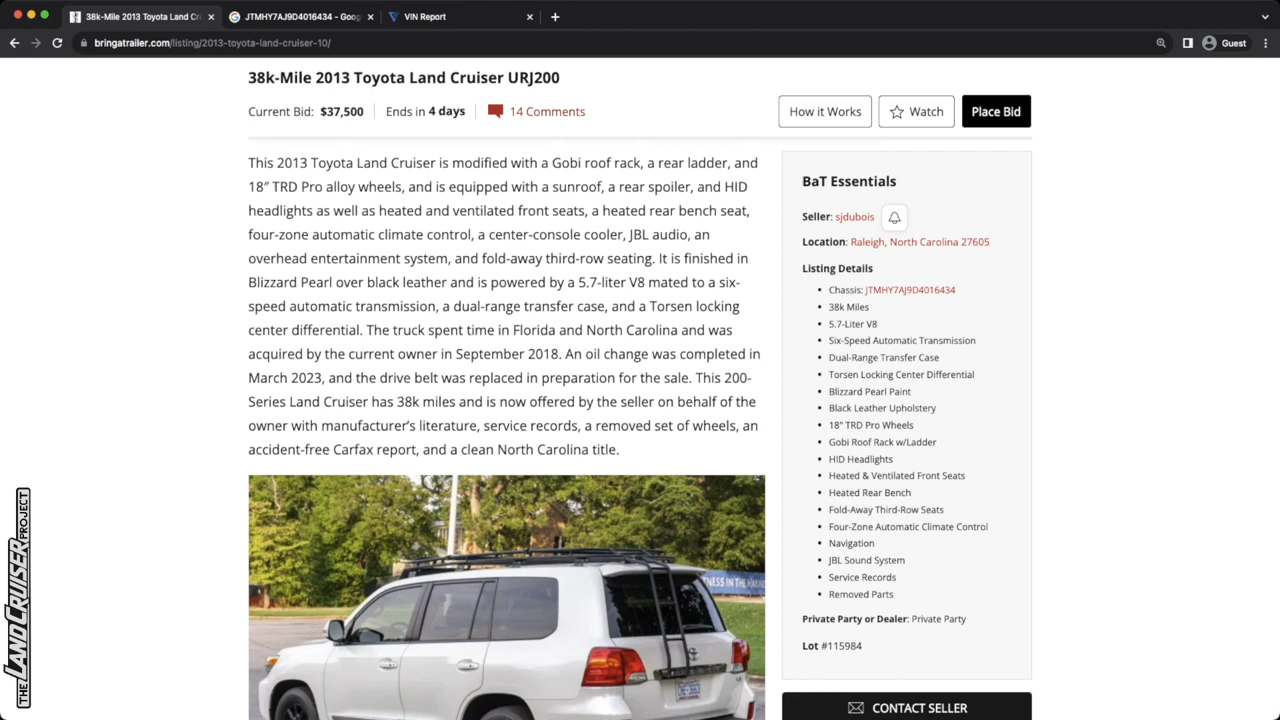 38k-Mile 2013 Toyota Land Cru
JTMHY7AJ9D4016434 - Goog
VIN Report
bringatrailer.com/listing/2013-toyota-land-cruiser-10/
Guest
38k-Mile 2013 Toyota Land Cruiser URJ200
Current Bid: $37,500
Ends in 4 days
14 Comments
How it Works
Watch
Place Bid
This 2013 Toyota Land Cruiser is modified with a Gobi roof rack, a rear ladder, and
18″ TRD Pro alloy wheels, and is equipped with a sunroof, a rear spoiler, and HID
headlights as well as heated and ventilated front seats, a heated rear bench seat,
four-zone automatic climate control, a center-console cooler, JBL audio, an
overhead entertainment system, and fold-away third-row seating. It is finished in
Blizzard Pearl over black leather and is powered by a 5.7-liter V8 mated to a six-
speed automatic transmission, a dual-range transfer case, and a Torsen locking
center differential. The truck spent time in Florida and North Carolina and was
acquired by the current owner in September 2018. An oil change was completed in
March 2023, and the drive belt was replaced in preparation for the sale. This 200-
Series Land Cruiser has 38k miles and is now offered by the seller on behalf of the
owner with manufacturer's literature, service records, a removed set of wheels, an
accident-free Carfax report, and a clean North Carolina title.
BaT Essentials
Seller: sjdubois
Location: Raleigh, North Carolina 27605
Listing Details
Chassis: JTMHY7AJ9D4016434
38k Miles
5.7-Liter V8
Six-Speed Automatic Transmission
Dual-Range Transfer Case
Torsen Locking Center Differential
Blizzard Pearl Paint
Black Leather Upholstery
18" TRD Pro Wheels
Gobi Roof Rack w/Ladder
HID Headlights
Heated & Ventilated Front Seats
Heated Rear Bench
Fold-Away Third-Row Seats
Four-Zone Automatic Climate Control
Navigation
JBL Sound System
Service Records
Removed Parts
Private Party or Dealer: Private Party
Lot #115984
CONTACT SELLER
THE LAND CRUISER PROJECT